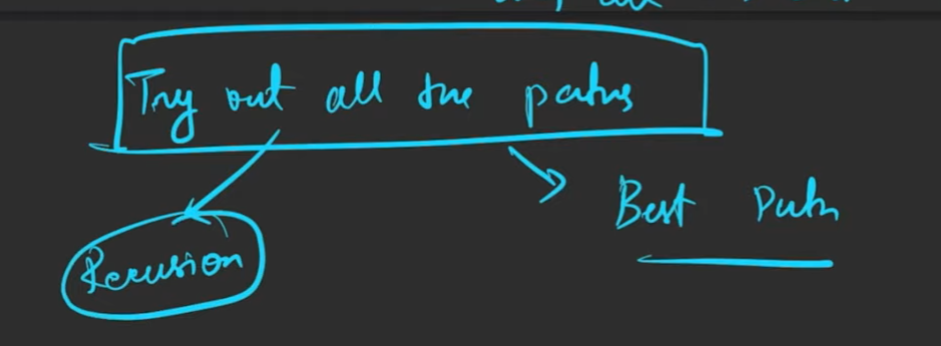 Try out all the paths
Best Path
Recursion